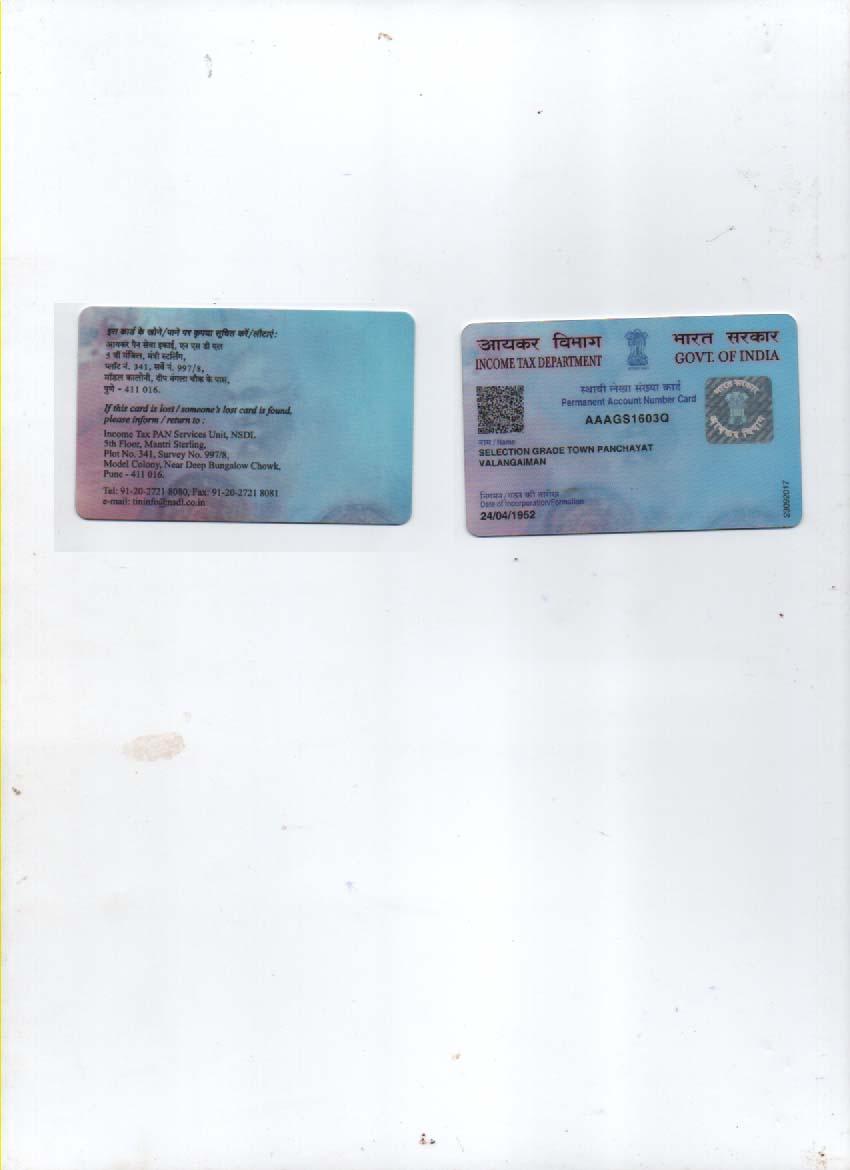 इस कार्ड के खोने/पाने पर कृपया सूचित करें/लौटाएं:
आयकर पैन सेवा इकाई, एन एस डी एल
5 वीं मंजिल, मंत्री स्टर्लिंग,
प्लॉट नं. 341, सर्वे नं. 997/8,
मॉडल कालोनी, दीप बंगला चौक के पास,
पुणे - 411 016.
If this card is lost / someone's lost card is found,
please inform / return to :
Income Tax PAN Services Unit, NSDL
5th Floor, Mantri Sterling,
Plot No. 341, Survey No. 997/8,
Model Colony, Near Deep Bungalow Chowk,
Pune - 411 016.
Tel: 91-20-2721 8080, Fax: 91-20-2721 8081
e-mail: tininfo@nsdl.co.in
आयकर विभाग
INCOME TAX DEPARTMENT
भारत सरकार
GOVT. OF INDIA
स्थायी लेखा संख्या कार्ड
Permanent Account Number Card
AAAGS1603Q
नाम / Name
SELECTION GRADE TOWN PANCHAYAT
VALANGAIMAN
निगमन / गठन की तारीख
Date of Incorporation/Formation
24/04/1952
23092017
भारत सरकार
आयकर विभाग